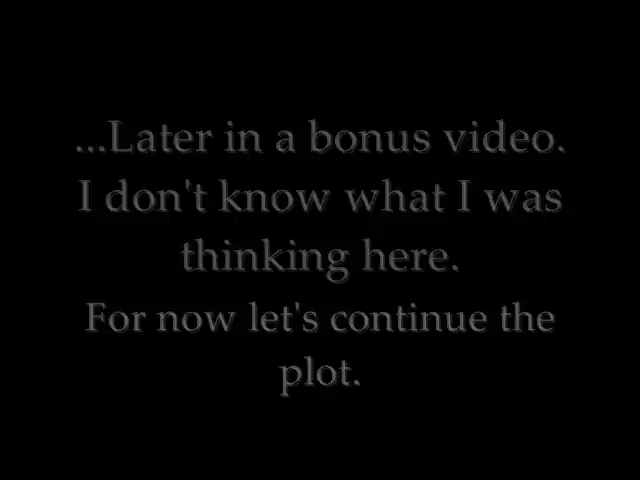 ...Later in a bonus video.
I don't know what I was
thinking here.
For now let's continue the
plot.